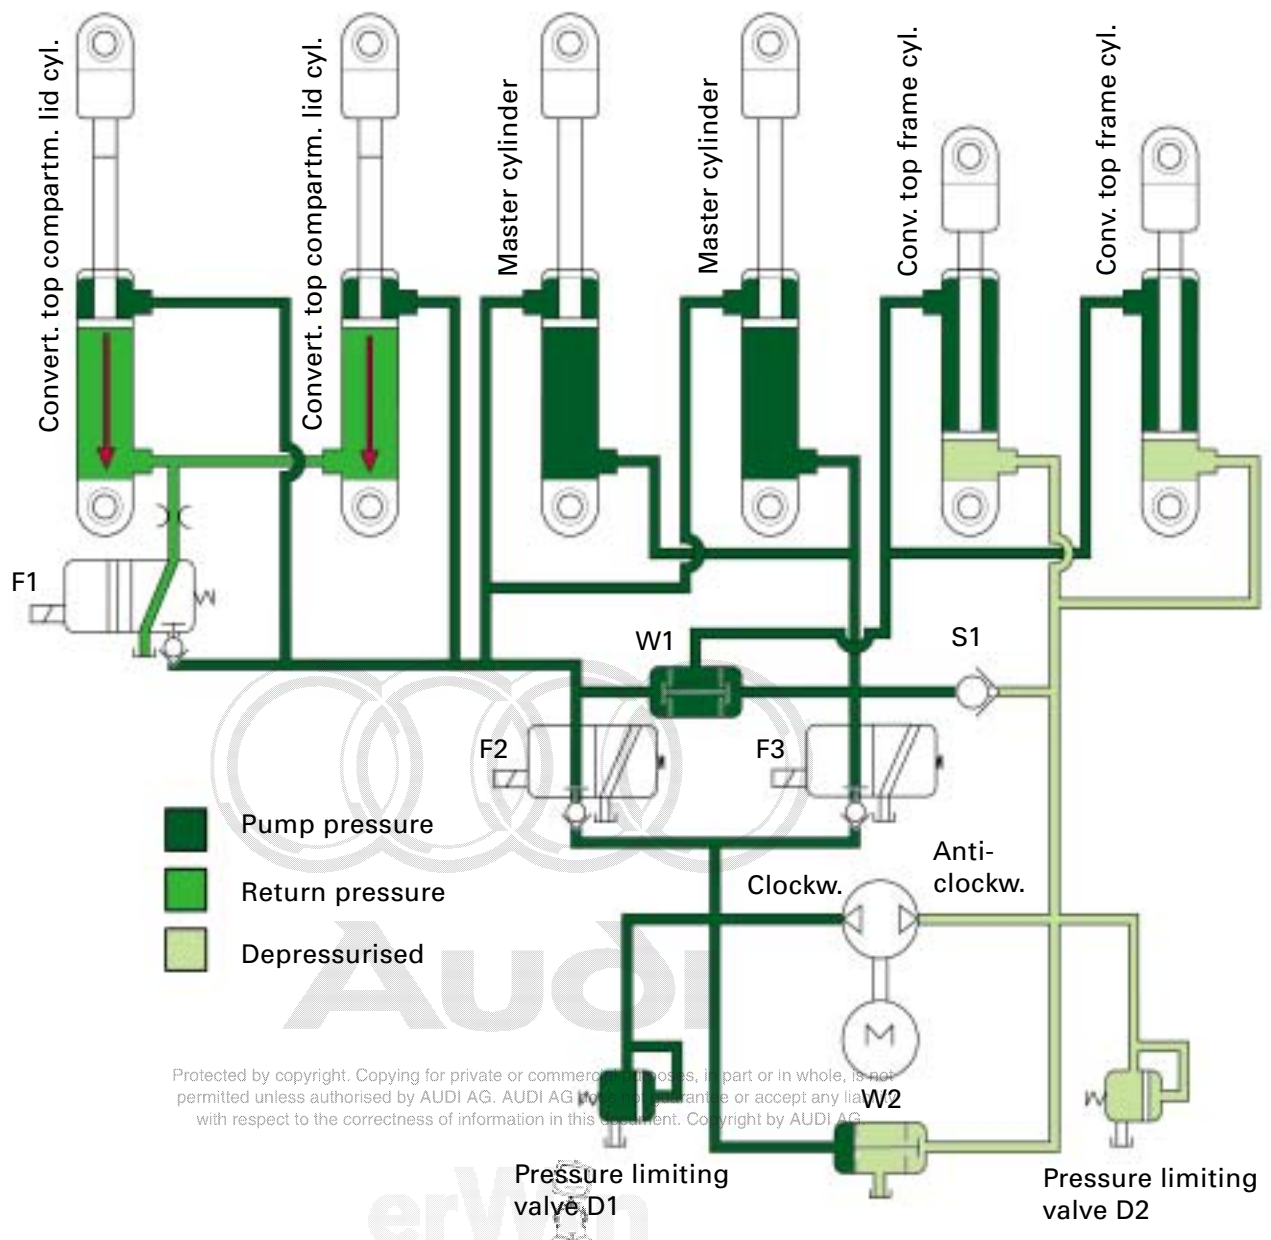 Convert. top compartm. lid cyl.
Convert. top compartm. lid cyl.
Master cylinder
Master cylinder
Conv. top frame cyl.
Conv. top frame cyl.
F1
W1
S1
F2
F3
Pump pressure
Return pressure
Depressurised
Clockw.
Anti-
clockw.
M
W2
Audi
Protected by copyright. Copying for private or commercial purposes, in part or in whole, is not
permitted unless authorised by AUDI AG. AUDI AG does not guarantee or accept any liability
with respect to the correctness of information in this document. Copyright by AUDI AG.
Pressure limiting
valve D1
Pressure limiting
valve D2
erWin